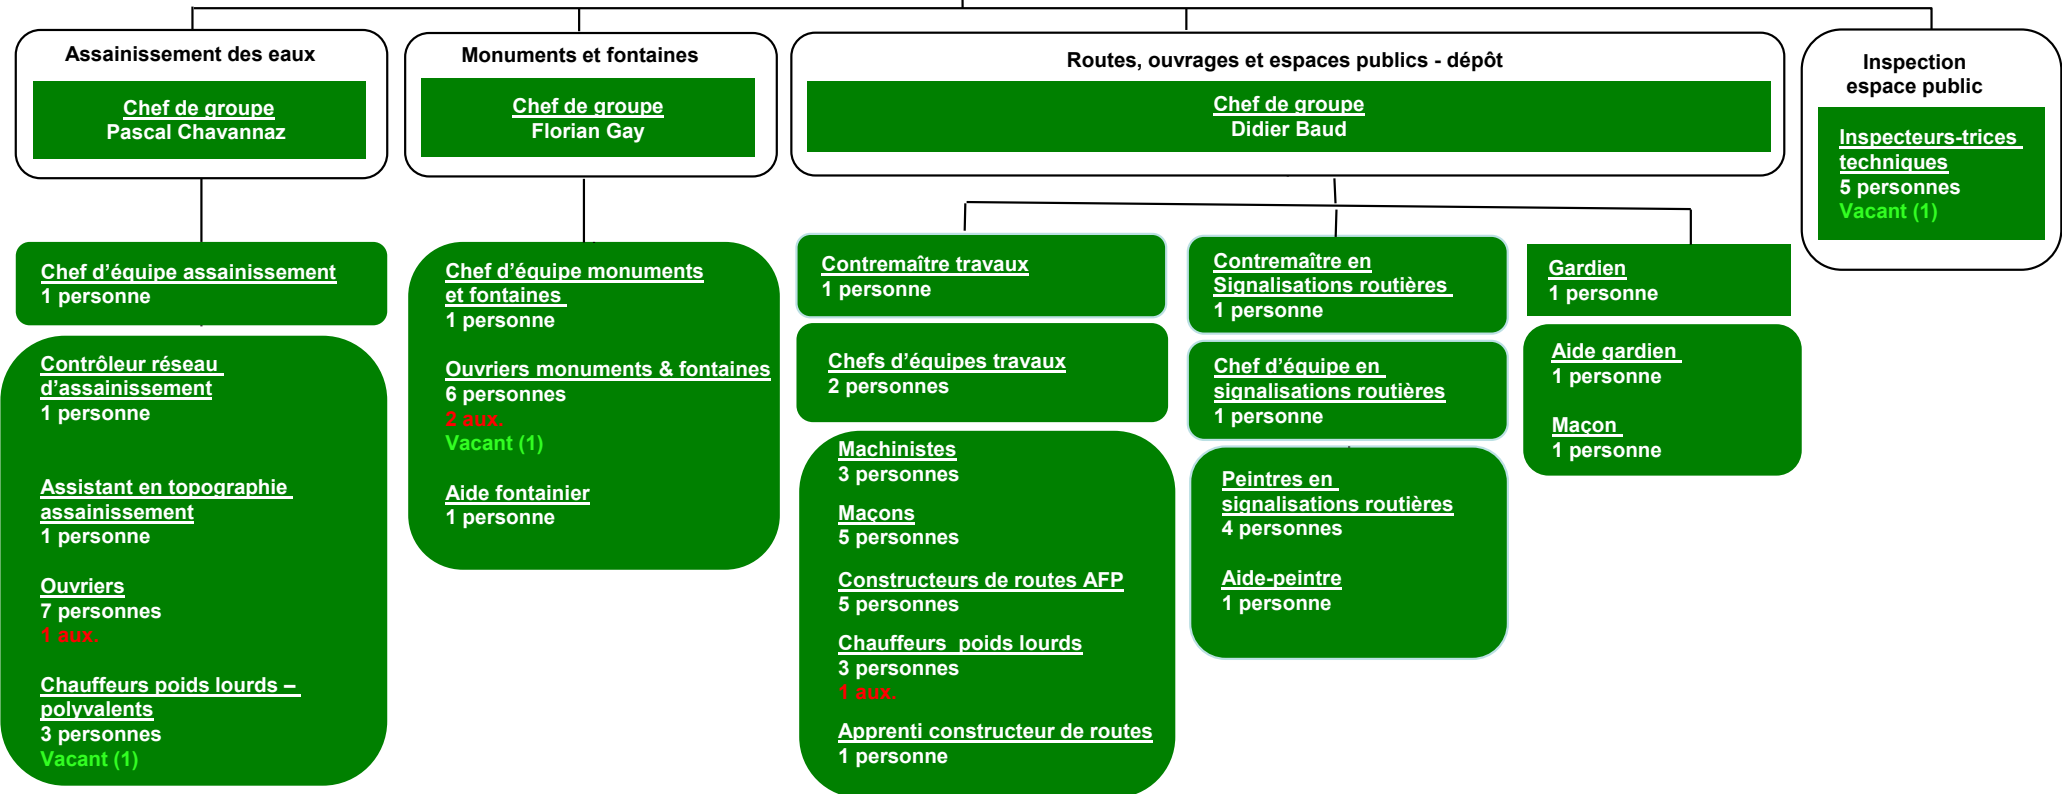 Assainissement des eaux
Chef de groupe
Pascal Chavannaz
Monuments et fontaines
Chef de groupe
Florian Gay
Routes, ouvrages et espaces publics - dépôt
Chef de groupe
Didier Baud
Inspection
espace public
Inspecteurs-trices
techniques
5 personnes
Vacant (1)
Chef d’équipe assainissement
1 personne
Contrôleur réseau
d’assainissement
1 personne
Assistant en topographie
assainissement
1 personne
Ouvriers
7 personnes
1 aux.
Chauffeurs poids lourds –
polyvalents
3 personnes
Vacant (1)
Chef d’équipe monuments
et fontaines
1 personne
Ouvriers monuments & fontaines
6 personnes
2 aux.
Vacant (1)
Aide fontainier
1 personne
Contremaître travaux
1 personne
Chefs d’équipes travaux
2 personnes
Machinistes
3 personnes
Maçons
5 personnes
Constructeurs de routes AFP
5 personnes
Chauffeurs poids lourds
3 personnes
1 aux.
Apprenti constructeur de routes
1 personne
Contremaître en
Signalisations routières
1 personne
Chef d’équipe en
signalisations routières
1 personne
Peintres en
signalisations routières
4 personnes
Aide-peintre
1 personne
Gardien
1 personne
Aide gardien
1 personne
Maçon
1 personne